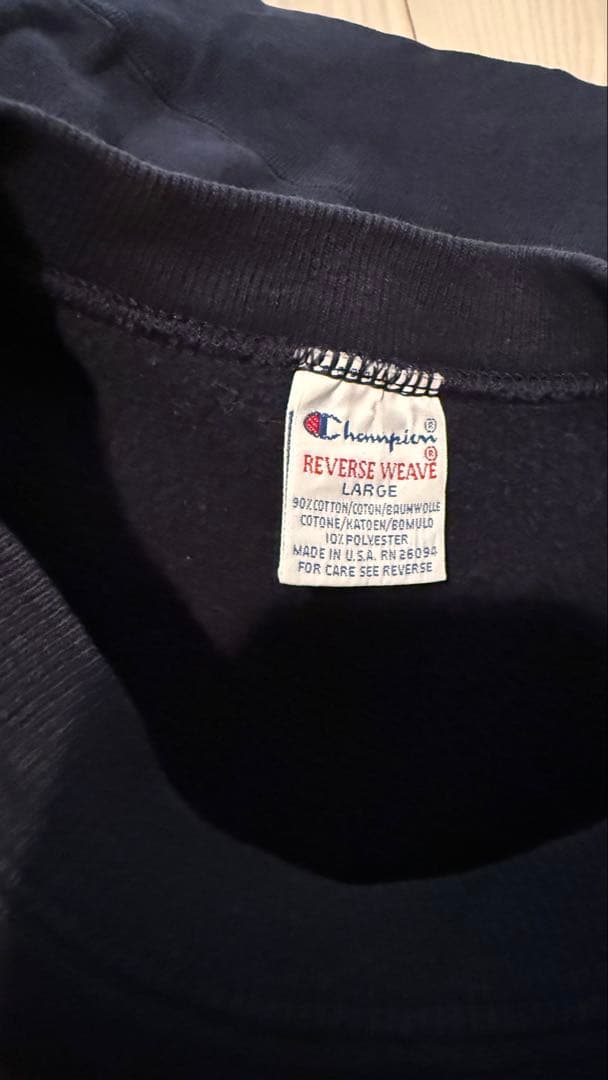 Champion®
REVERSE WEAVE®
LARGE
90% COTTON/COTON/BAUMWOLLE
COTONE/KATOEN/BOMULD
10% POLYESTER
MADE IN U.S.A. RN 26094
FOR CARE SEE REVERSE